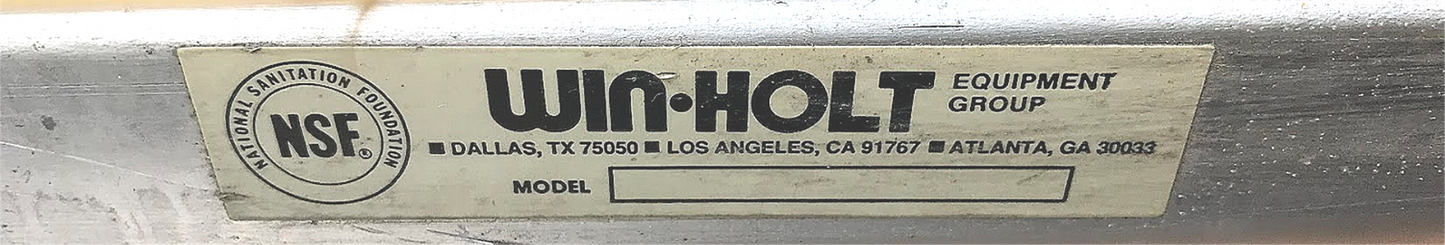 NATIONAL SANITATION FOUNDATION
NSF®
WIN·HOLT
EQUIPMENT
GROUP
■ DALLAS, TX 75050 ■ LOS ANGELES, CA 91767 ■ ATLANTA, GA 30033
MODEL